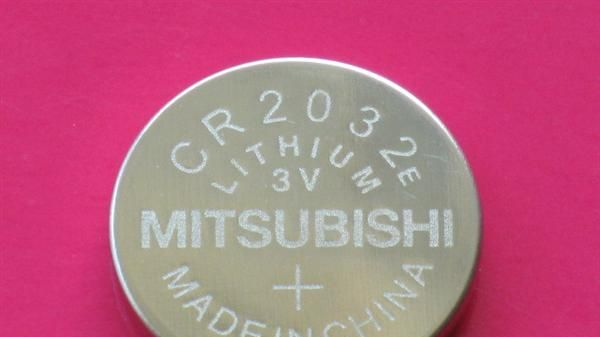 CR2032E
LITHIUM
3V
MITSUBISHI
+
MADE IN CHINA